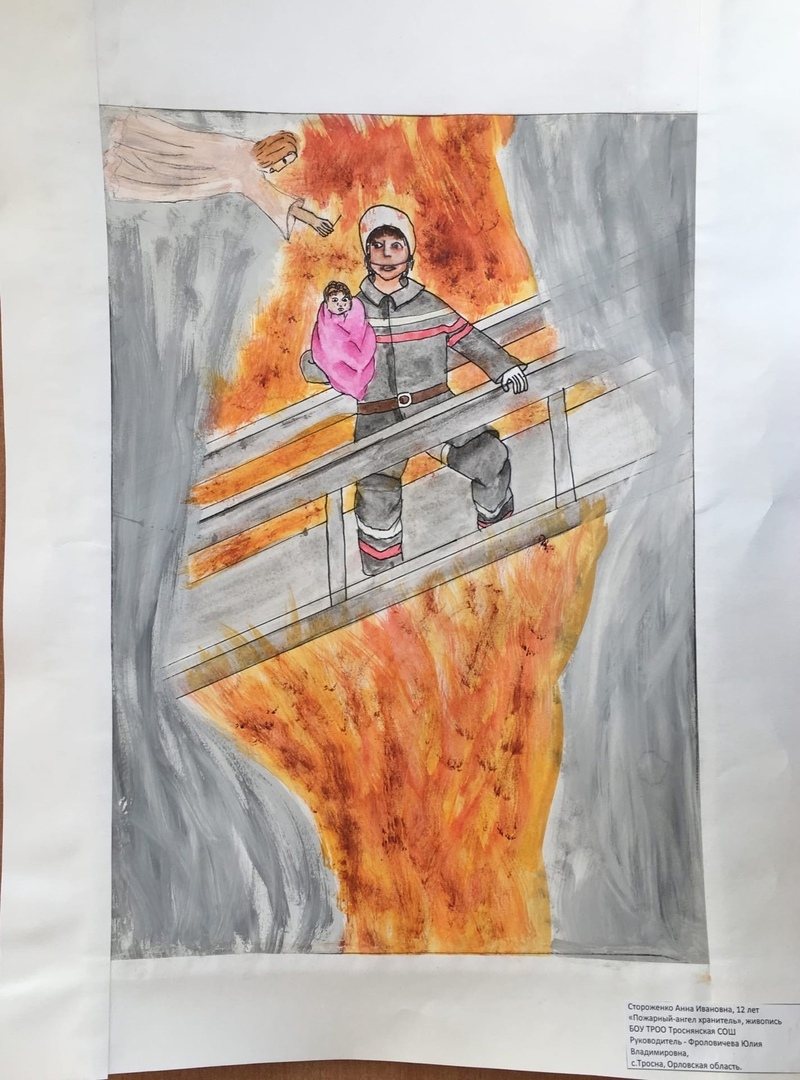 Стороженко Анна Ивановна, 12 лет
«Пожарный-ангел хранитель», живопись
БОУ ТРОО Троснянская СОШ
Руководитель - Фроловичева Юлия
Владимировна,
с.Тросна, Орловская область.